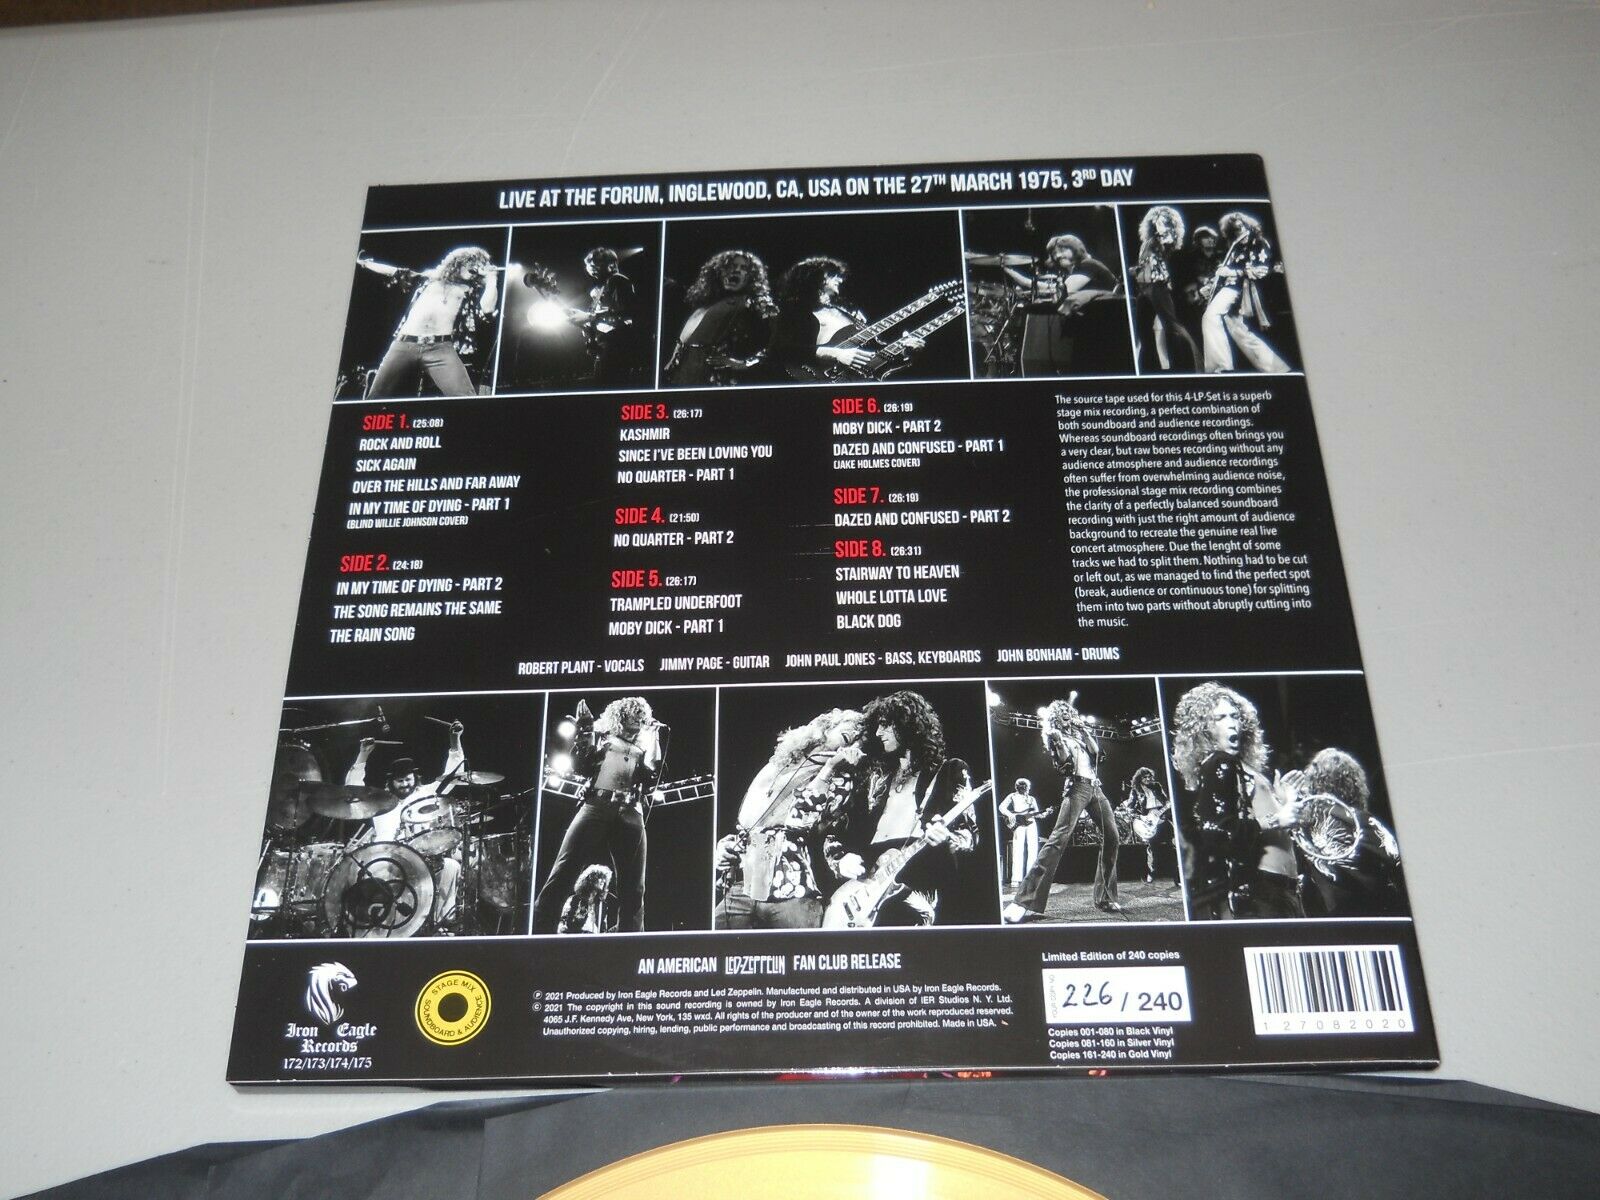 LIVE AT THE FORUM, INGLEWOOD, CA, USA ON THE 27TH MARCH 1975, 3RD DAY
SIDE 1. (25:08)
ROCK AND ROLL
SICK AGAIN
OVER THE HILLS AND FAR AWAY
IN MY TIME OF DYING - PART 1
(BLIND WILLIE JOHNSON COVER)
SIDE 2. (24:18)
IN MY TIME OF DYING - PART 2
THE SONG REMAINS THE SAME
THE RAIN SONG
SIDE 3. (26:17)
KASHMIR
SINCE I'VE BEEN LOVING YOU
NO QUARTER - PART 1
SIDE 4. (21:50)
NO QUARTER - PART 2
SIDE 5. (26:17)
TRAMPLED UNDERFOOT
MOBY DICK - PART 1
SIDE 6. (26:19)
MOBY DICK - PART 2
DAZED AND CONFUSED - PART 1
(JAKE HOLMES COVER)
SIDE 7. (26:19)
DAZED AND CONFUSED - PART 2
SIDE 8. (26:31)
STAIRWAY TO HEAVEN
WHOLE LOTTA LOVE
BLACK DOG
The source tape used for this 4-LP-Set is a superb
stage mix recording, a perfect combination of
both soundboard and audience recordings.
Whereas soundboard recordings often brings you
a very clear, but raw bones recording without any
audience atmosphere and audience recordings
often suffer from overwhelming audience noise,
the professional stage mix recording combines
the clarity of a perfectly balanced soundboard
recording with just the right amount of audience
background to recreate the genuine real live
concert atmosphere. Due the lenght of some
tracks we had to split them. Nothing had to be cut
or left out, as we managed to find the perfect spot
(break, audience or continuous tone) for splitting
them into two parts without abruptly cutting into
the music.
ROBERT PLANT - VOCALS JIMMY PAGE - GUITAR JOHN PAUL JONES - BASS, KEYBOARDS JOHN BONHAM - DRUMS
Iron Eagle
Records
172/173/174/175
STAGE MIX
SOUNDBOARD & AUDIENCE
AN AMERICAN LED-ZEPPELIN FAN CLUB RELEASE
℗ 2021 Produced by Iron Eagle Records and Led Zeppelin. Manufactured and distributed in USA by Iron Eagle Records.
© 2021 The copyright in this sound recording is owned by Iron Eagle Records. A division of IER Studios N. Y. Ltd.
4065 J.F. Kennedy Ave, New York, 135 wxd. All rights of the producer and of the owner of the work reproduced reserved.
Unauthorized copying, hiring, lending, public performance and broadcasting of this record prohibited. Made in USA.
Limited Edition of 240 copies
YOUR COPY NO
226 / 240
Copies 001-080 in Black Vinyl
Copies 081-160 in Silver Vinyl
Copies 161-240 in Gold Vinyl
127082020